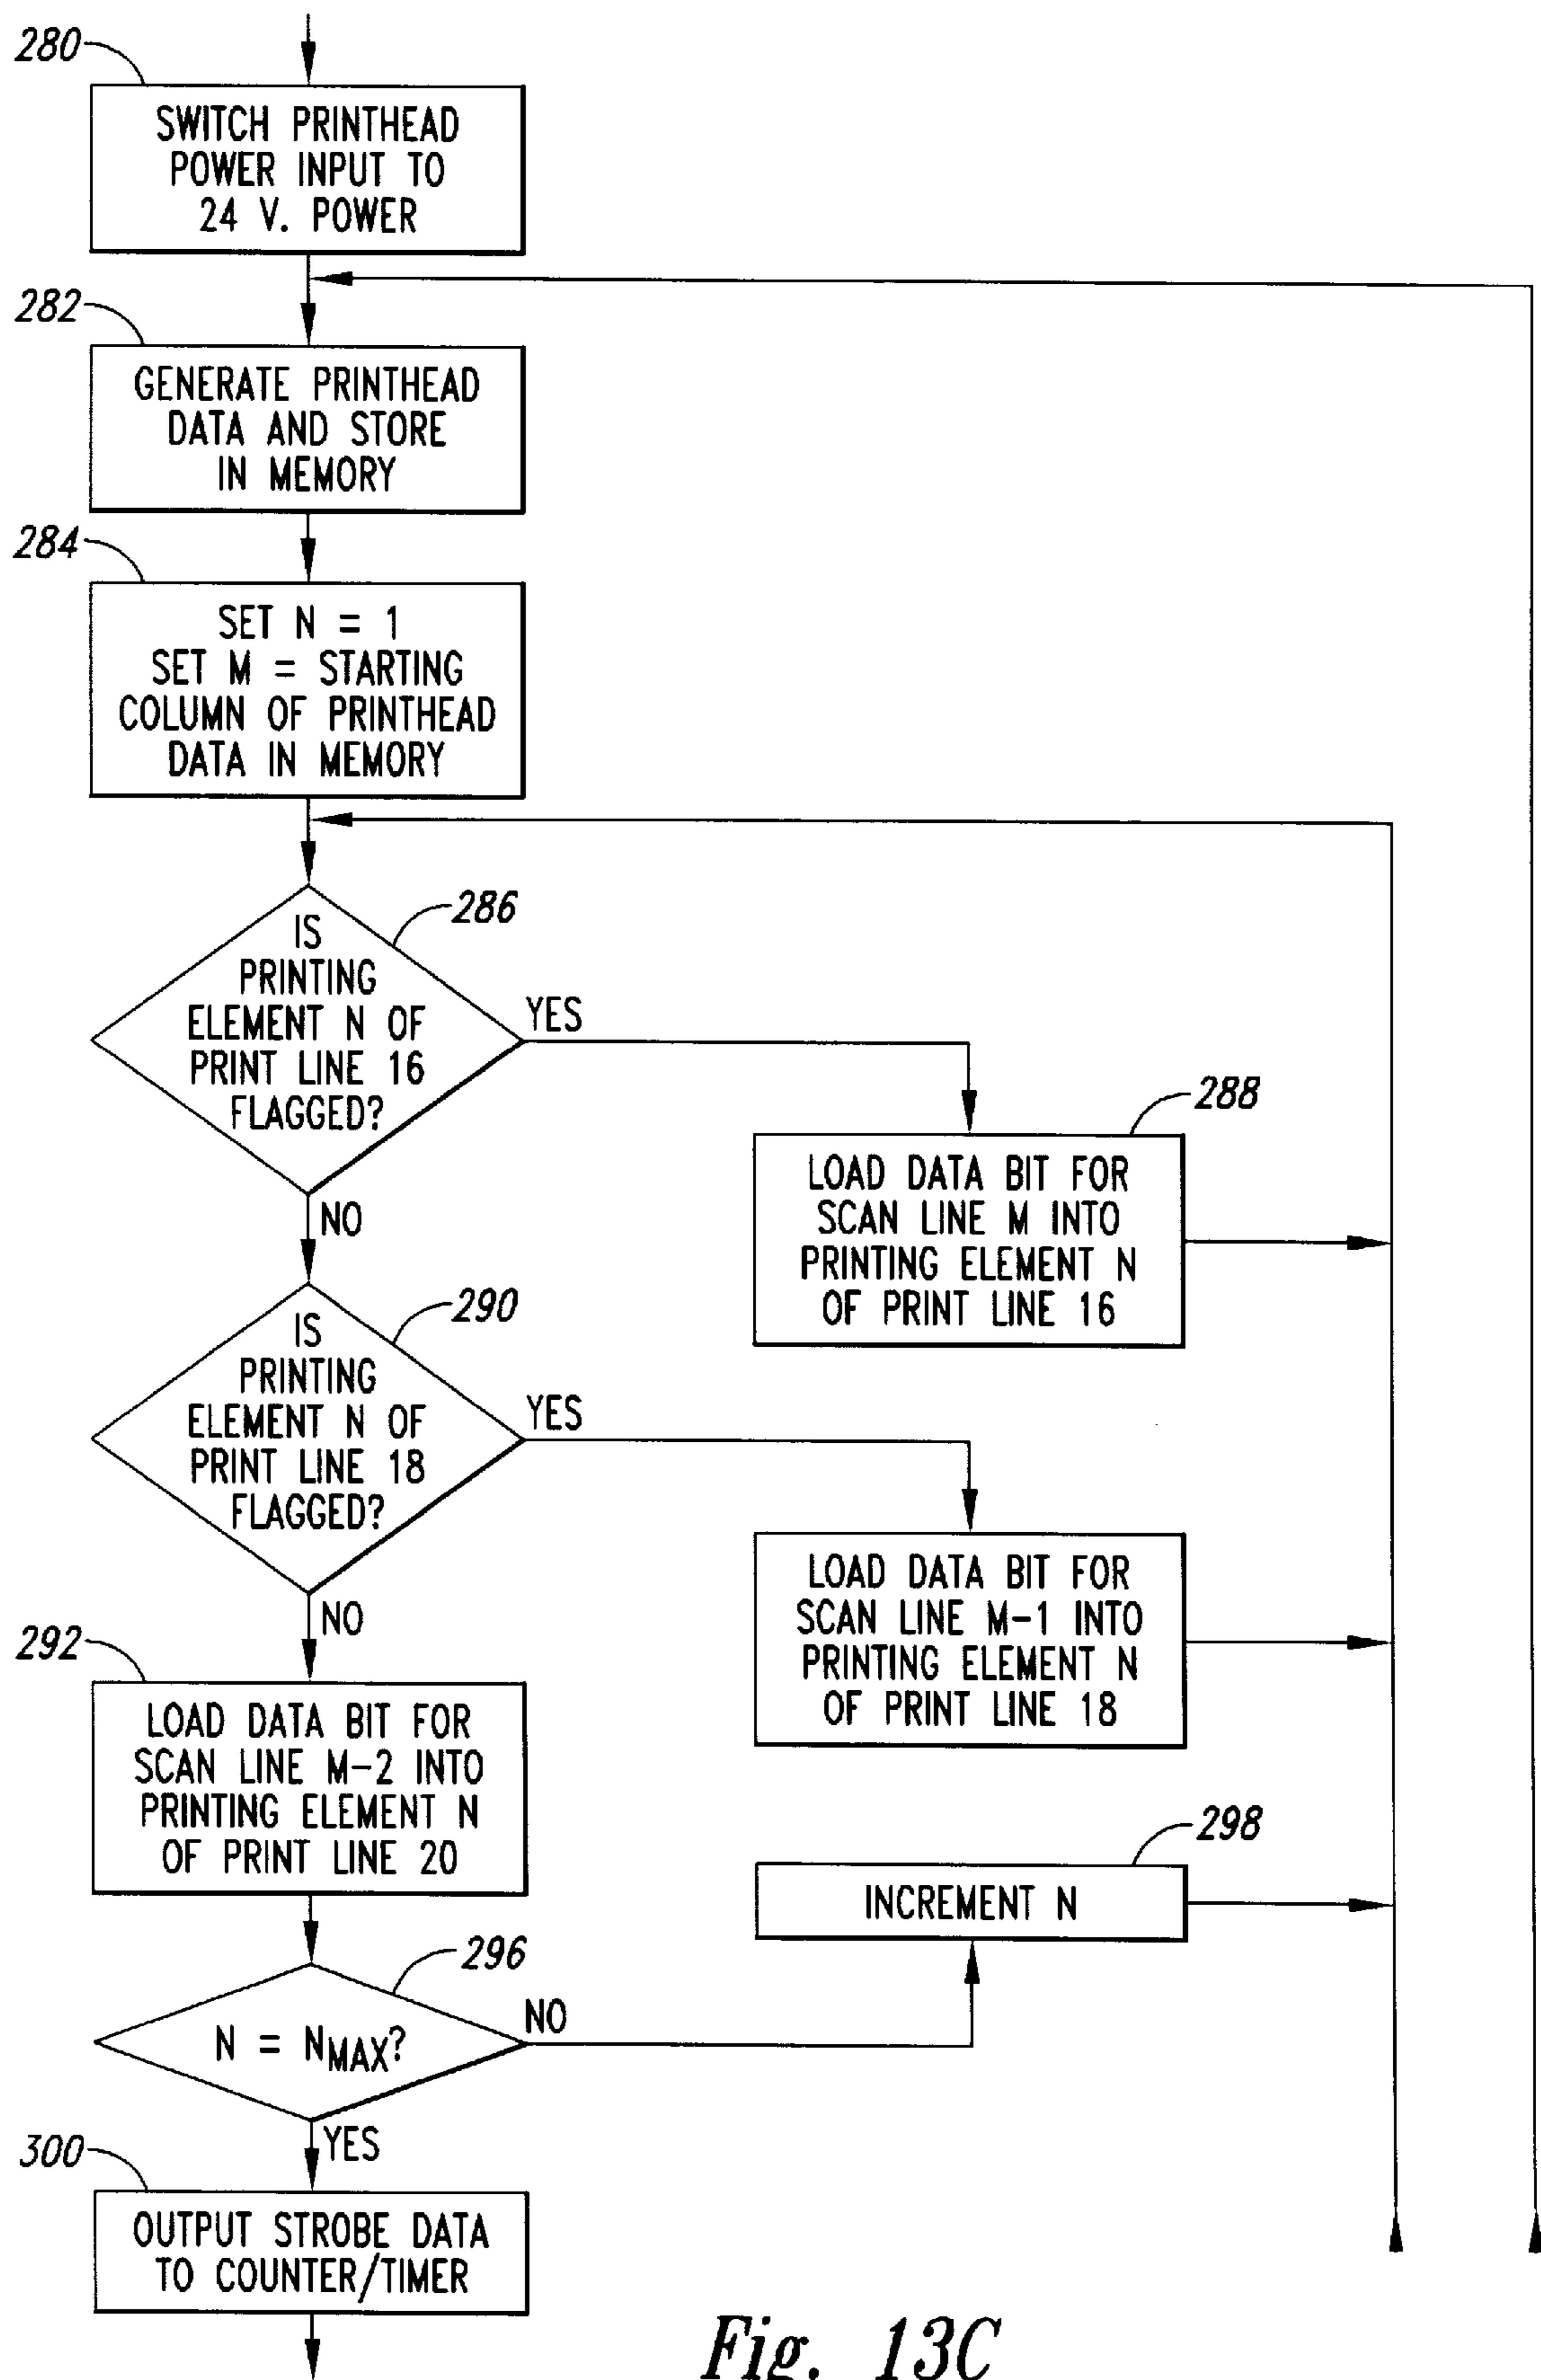 280
SWITCH PRINTHEAD
POWER INPUT TO
24 V. POWER
282
GENERATE PRINTHEAD
DATA AND STORE
IN MEMORY
284
SET N = 1
SET M = STARTING
COLUMN OF PRINTHEAD
DATA IN MEMORY
286
IS
PRINTING
ELEMENT N OF
PRINT LINE 16
FLAGGED?
YES
NO
288
LOAD DATA BIT FOR
SCAN LINE M INTO
PRINTING ELEMENT N
OF PRINT LINE 16
290
IS
PRINTING
ELEMENT N OF
PRINT LINE 18
FLAGGED?
YES
NO
LOAD DATA BIT FOR
SCAN LINE M-1 INTO
PRINTING ELEMENT N
OF PRINT LINE 18
292
LOAD DATA BIT FOR
SCAN LINE M-2 INTO
PRINTING ELEMENT N
OF PRINT LINE 20
298
INCREMENT N
296
N = NMAX?
NO
YES
300
OUTPUT STROBE DATA
TO COUNTER/TIMER
Fig. 13C